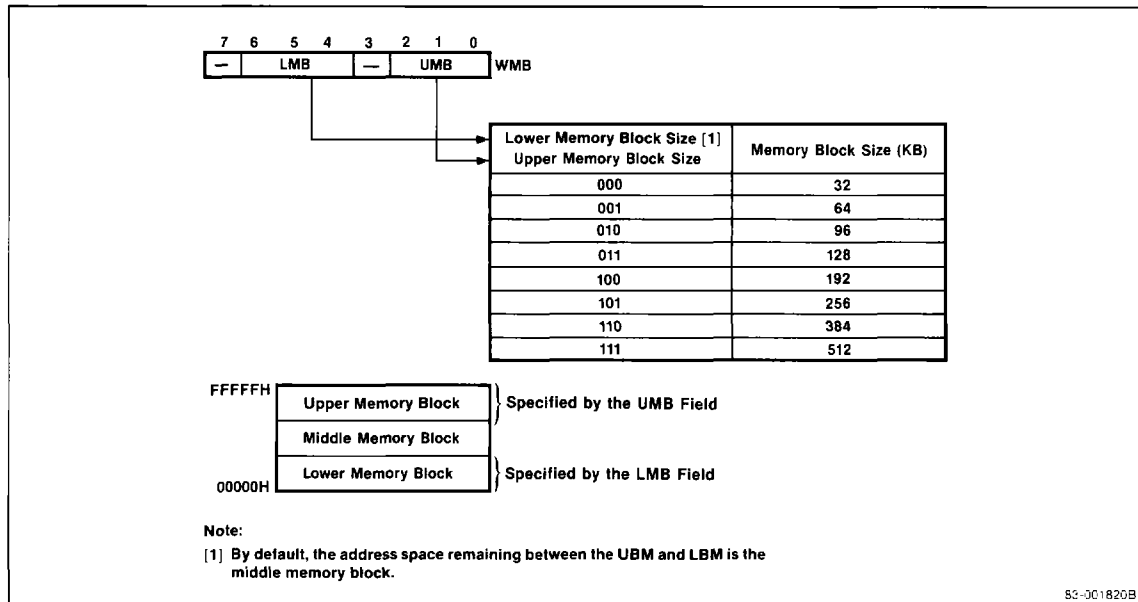 7 6 5 4 3 2 1 0
— LMB — UMB WMB
Lower Memory Block Size [1]
Upper Memory Block Size
Memory Block Size (KB)
000 32
001 64
010 96
011 128
100 192
101 256
110 384
111 512
FFFFFH
Upper Memory Block Specified by the UMB Field
Middle Memory Block
Lower Memory Block Specified by the LMB Field
00000H
Note:
[1] By default, the address space remaining between the UBM and LBM is the
middle memory block.
83-001820B